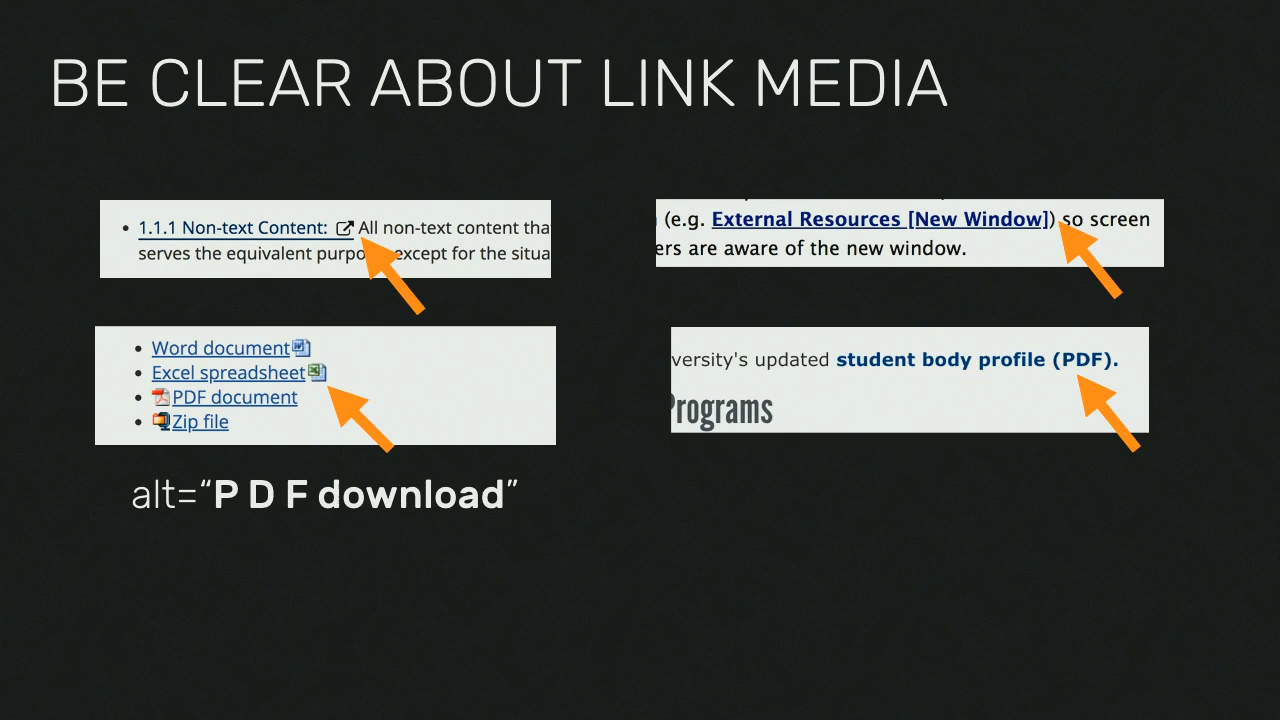 BE CLEAR ABOUT LINK MEDIA
• 1.1.1 Non-text Content: All non-text content tha
serves the equivalent purpo except for the situa
(e.g. External Resources [New Window]) so screen
ers are aware of the new window.
• Word document
• Excel spreadsheet
• PDF document
• Zip file
versity's updated student body profile (PDF).
Programs
alt=“P D F download”